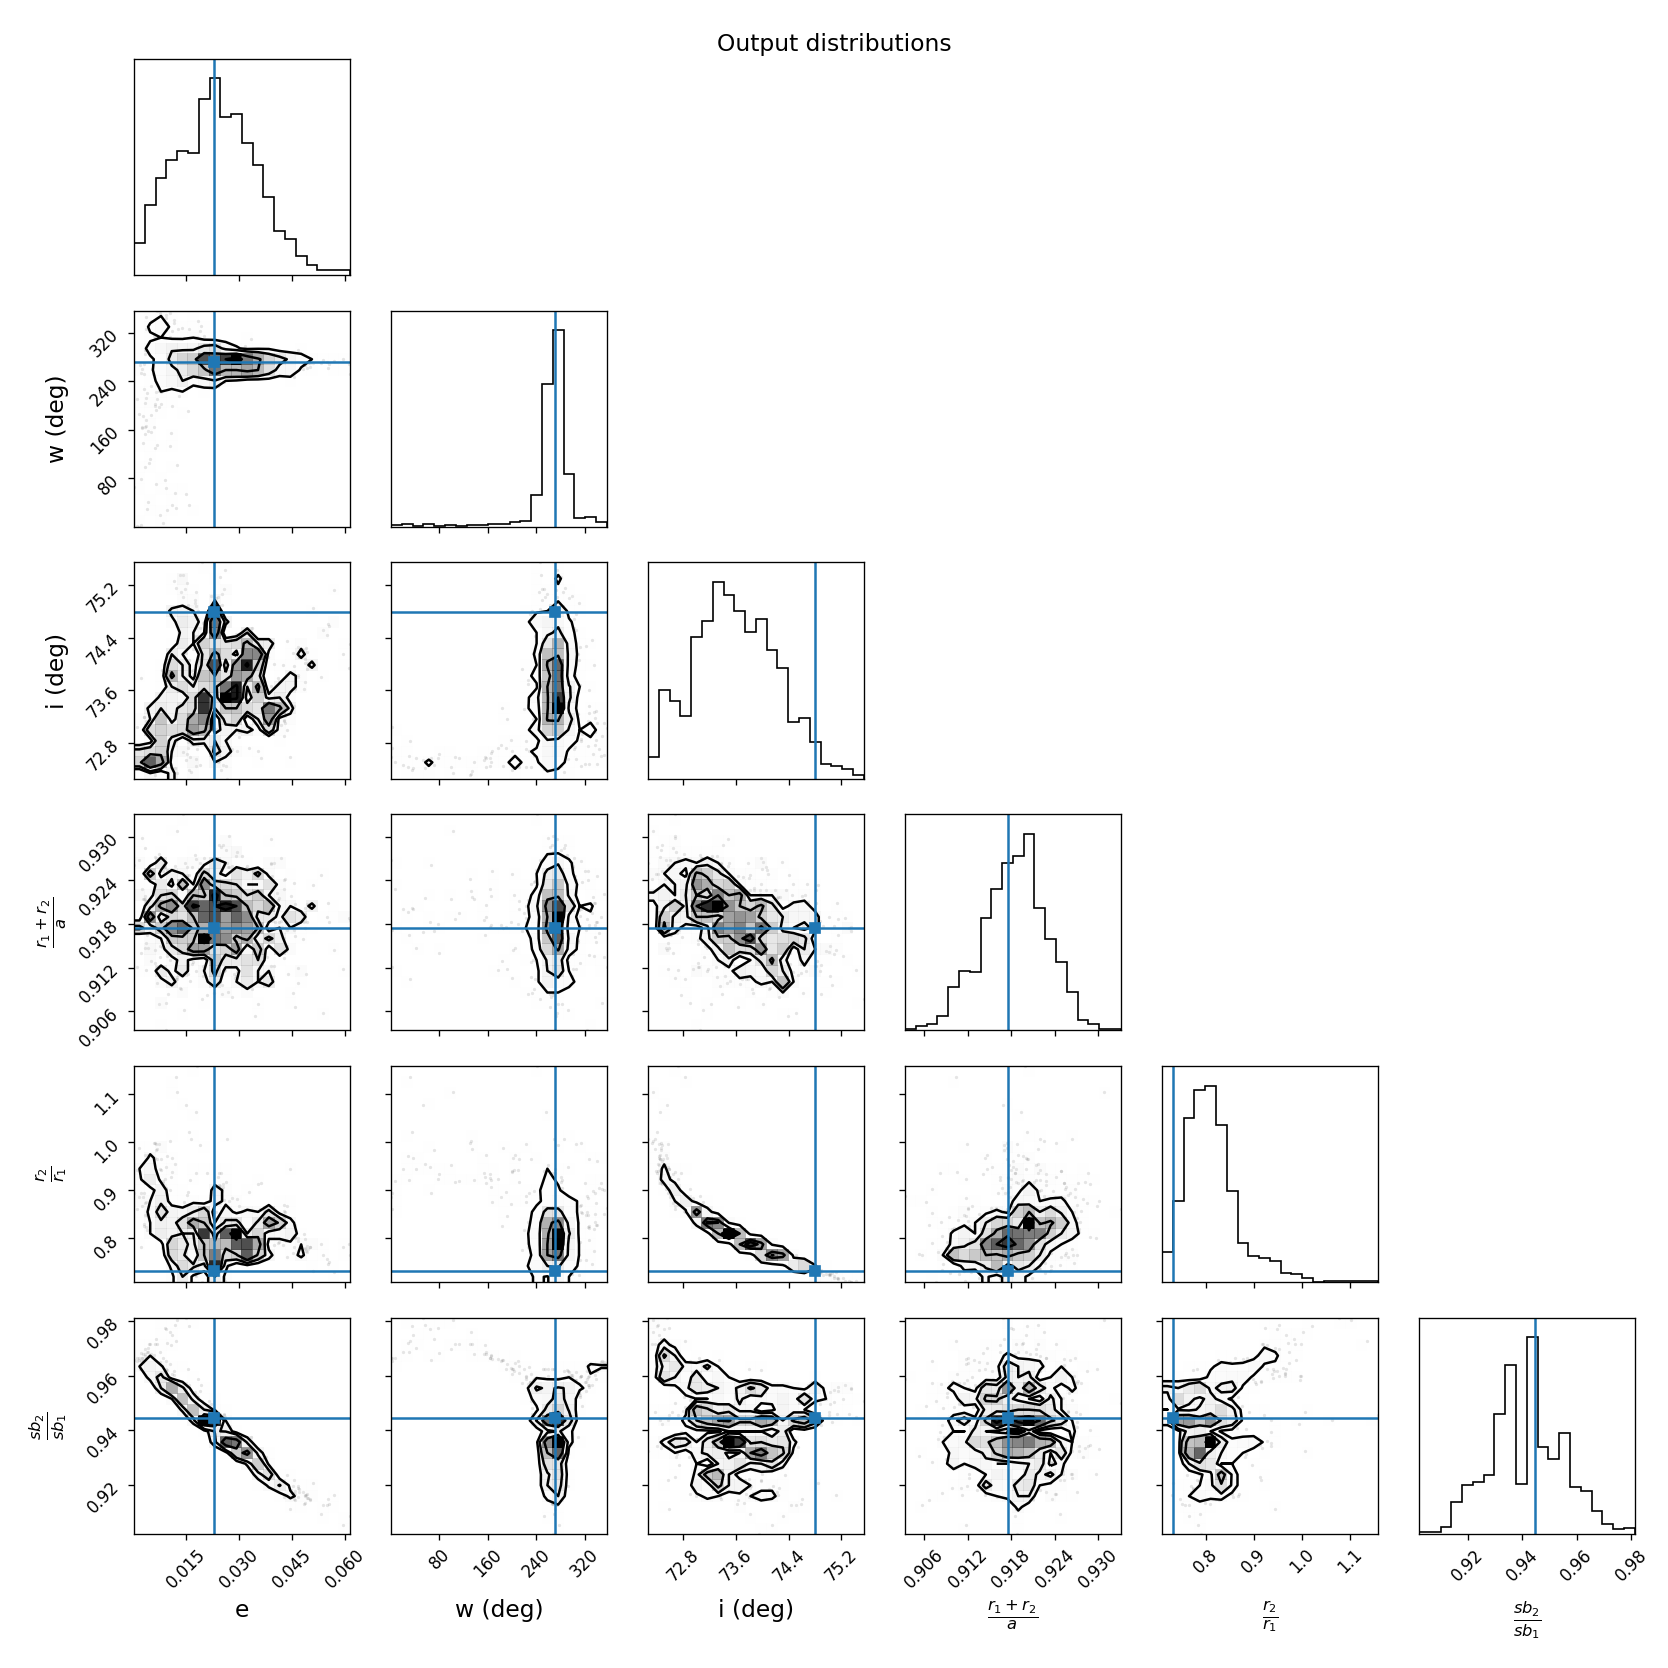 Output distributions
320
240
160
80
w (deg)
75.2
74.4
73.6
72.8
i (deg)
0.930
0.924
0.918
0.912
0.906
r1 + r2
a
1.1
1.0
0.9
0.8
r2
r1
0.98
0.96
0.94
0.92
sb2
sb1
0.015 0.030 0.045 0.060
80 160 240 320
72.8 73.6 74.4 75.2
0.906 0.912 0.918 0.924 0.930
0.8 0.9 1.0 1.1
0.92 0.94 0.96 0.98
e
w (deg)
i (deg)
r1 + r2
a
r2
r1
sb2
sb1